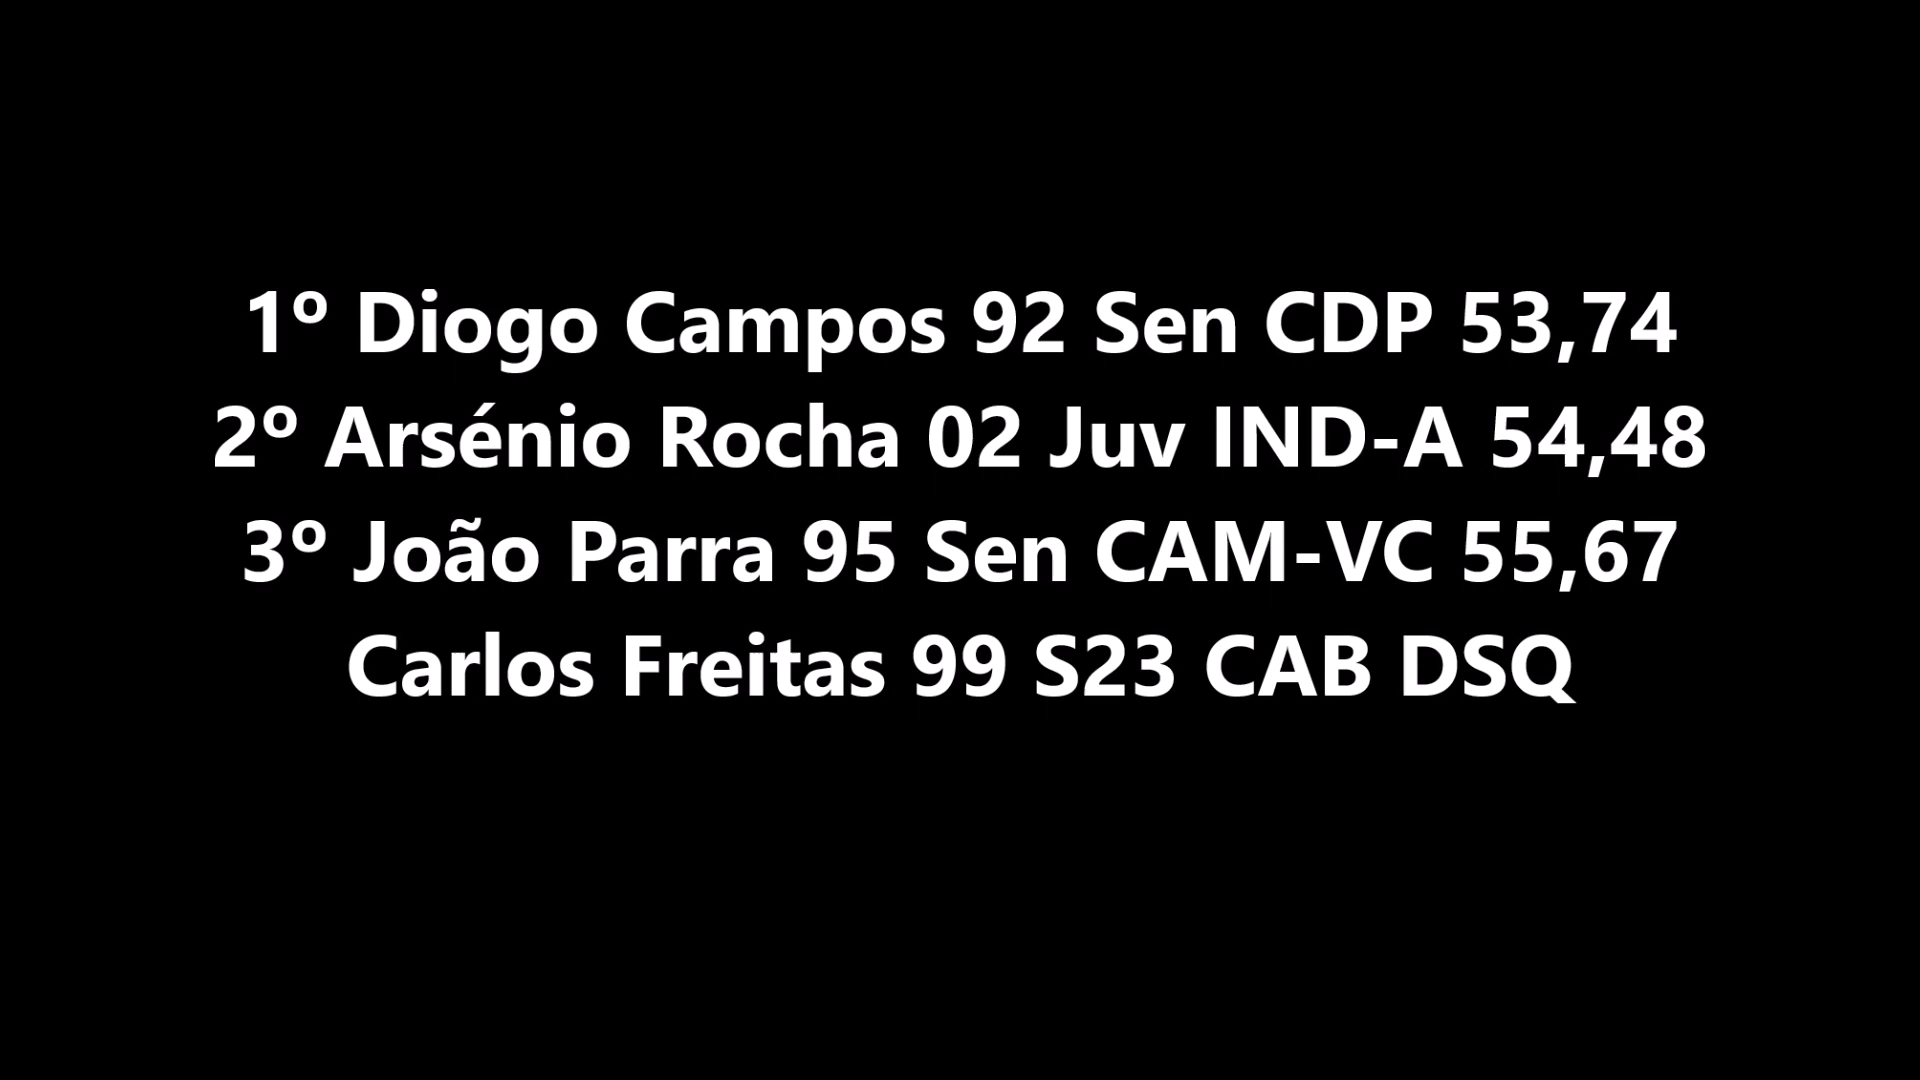 1º Diogo Campos 92 Sen CDP 53,74
2º Arsénio Rocha 02 Juv IND-A 54,48
3º João Parra 95 Sen CAM-VC 55,67
Carlos Freitas 99 S23 CAB DSQ